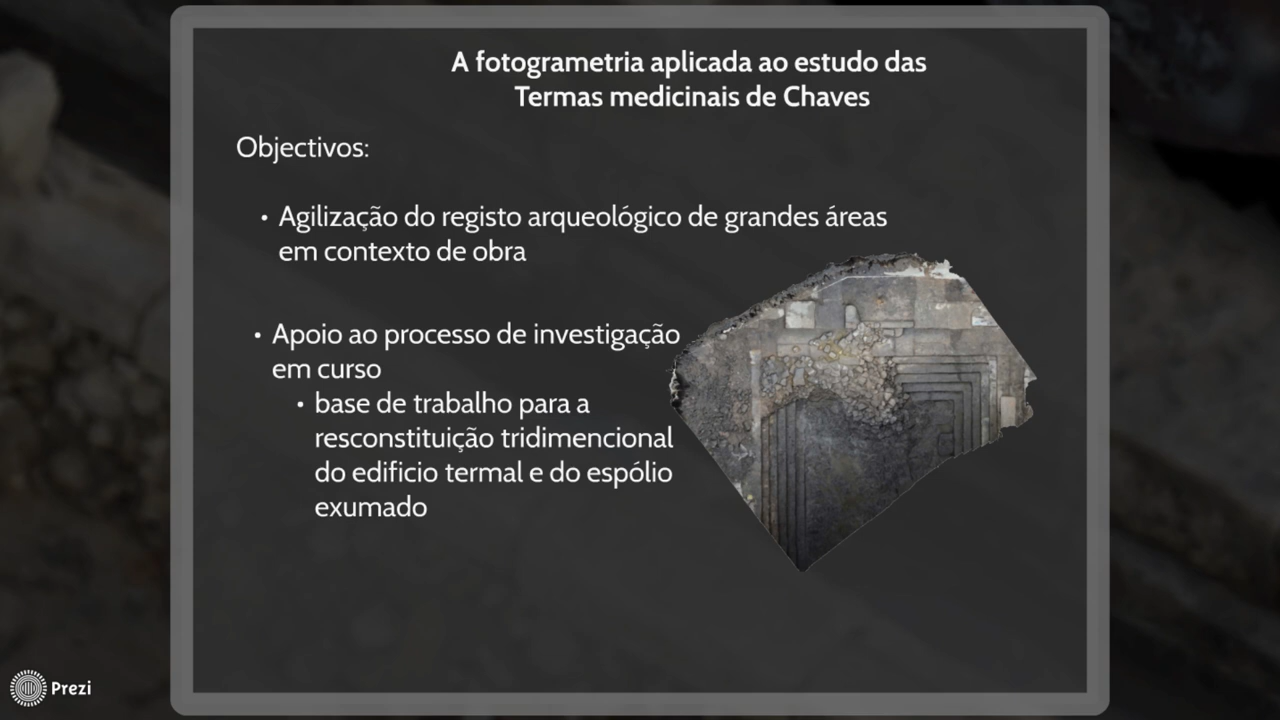 A fotogrametria aplicada ao estudo das
Termas medicinais de Chaves
Objectivos:
• Agilização do registo arqueológico de grandes áreas
em contexto de obra
• Apoio ao processo de investigação
em curso
• base de trabalho para a
resconstituição tridimencional
do edificio termal e do espólio
exumado
Prezi